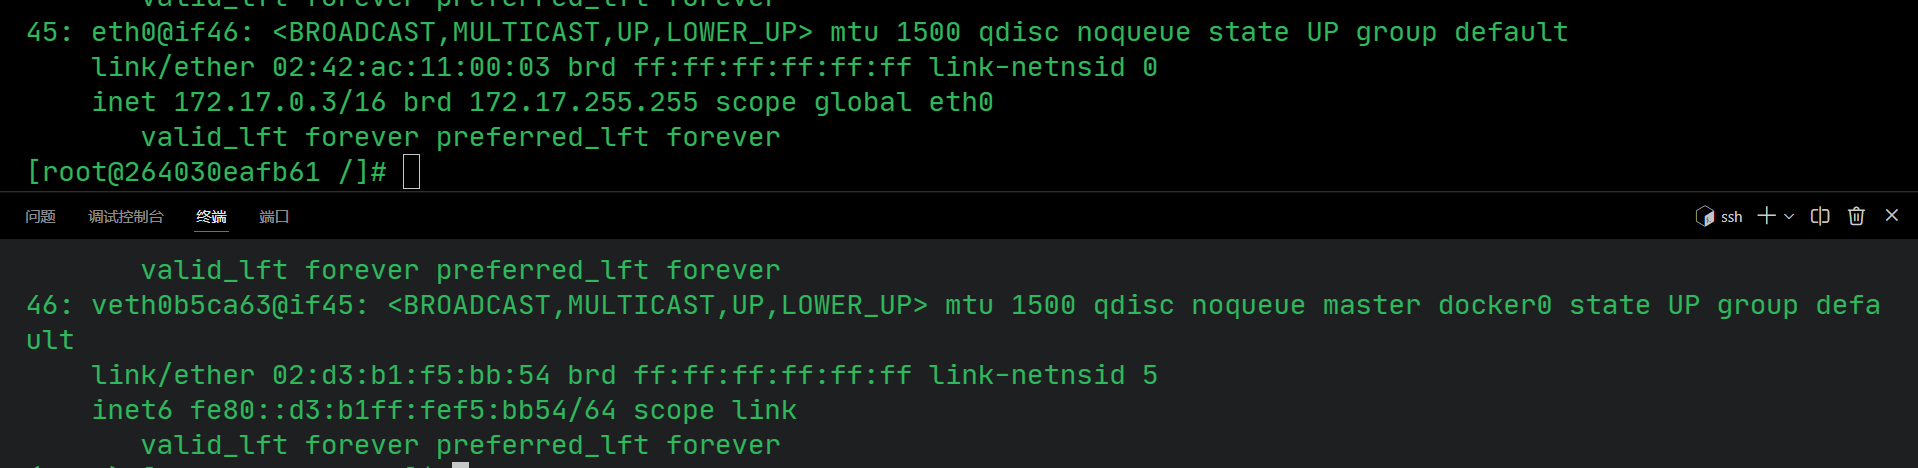 valid_lft forever preferred_lft forever
45: eth0@if46: <BROADCAST,MULTICAST,UP,LOWER_UP> mtu 1500 qdisc noqueue state UP group default
link/ether 02:42:ac:11:00:03 brd ff:ff:ff:ff:ff:ff link-netnsid 0
inet 172.17.0.3/16 brd 172.17.255.255 scope global eth0
valid_lft forever preferred_lft forever
[root@264030eafb61 /]#
问题 调试控制台 终端 端口 ssh
valid_lft forever preferred_lft forever
46: veth0b5ca63@if45: <BROADCAST,MULTICAST,UP,LOWER_UP> mtu 1500 qdisc noqueue master docker0 state UP group defa
ult
link/ether 02:d3:b1:f5:bb:54 brd ff:ff:ff:ff:ff:ff link-netnsid 5
inet6 fe80::d3:b1ff:fef5:bb54/64 scope link
valid_lft forever preferred_lft forever